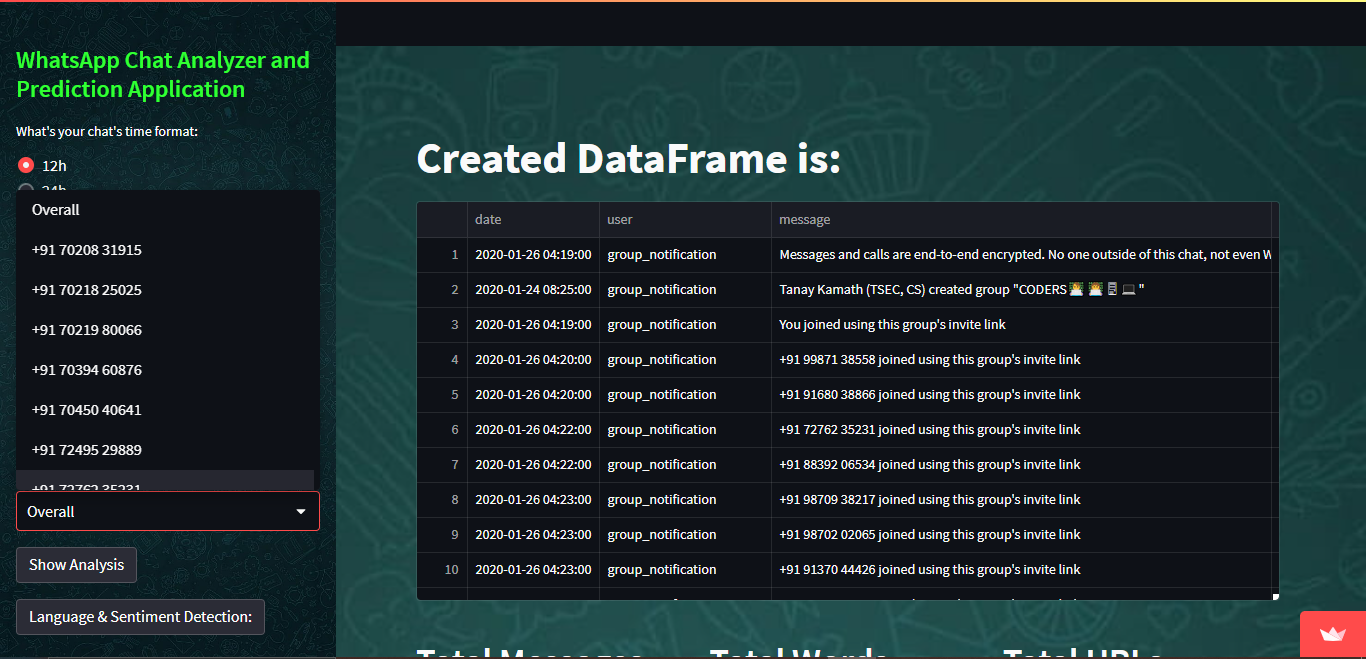 WhatsApp Chat Analyzer and
Prediction Application
What's your chat's time format:
12h
24h
Overall
+91 70208 31915
+91 70218 25025
+91 70219 80066
+91 70394 60876
+91 70450 40641
+91 72495 29889
+91 72762 35231
Overall
Show Analysis
Language & Sentiment Detection:
Created DataFrame is:
date user message
1 2020-01-26 04:19:00 group_notification Messages and calls are end-to-end encrypted. No one outside of this chat, not even W
2 2020-01-24 08:25:00 group_notification Tanay Kamath (TSEC, CS) created group "CODERS👨‍💻 👨‍💻 🖥 💻 "
3 2020-01-26 04:19:00 group_notification You joined using this group's invite link
4 2020-01-26 04:20:00 group_notification +91 99871 38558 joined using this group's invite link
5 2020-01-26 04:20:00 group_notification +91 91680 38866 joined using this group's invite link
6 2020-01-26 04:22:00 group_notification +91 72762 35231 joined using this group's invite link
7 2020-01-26 04:22:00 group_notification +91 88392 06534 joined using this group's invite link
8 2020-01-26 04:23:00 group_notification +91 98709 38217 joined using this group's invite link
9 2020-01-26 04:23:00 group_notification +91 98702 02065 joined using this group's invite link
10 2020-01-26 04:23:00 group_notification +91 91370 44426 joined using this group's invite link
Total Messages Total Words Total URLs